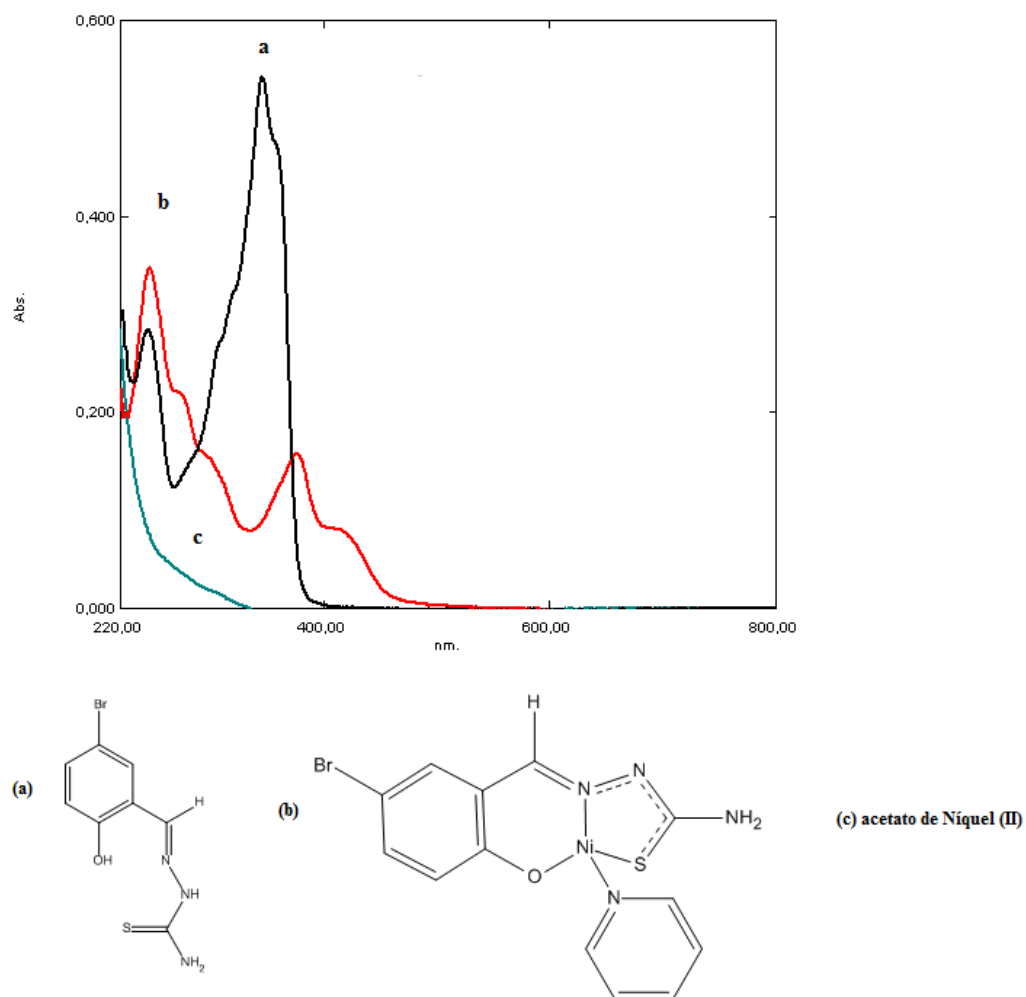 0,600
a
b
0,400
Abs.
0,200
c
0,000
220,00
400,00
600,00
800,00
nm.
Br
H
OH
N
NH
S
NH2
(a)
H
Br
N
N
NH2
Ni
S
O
N
(b)
(c) acetato de Níquel (II)